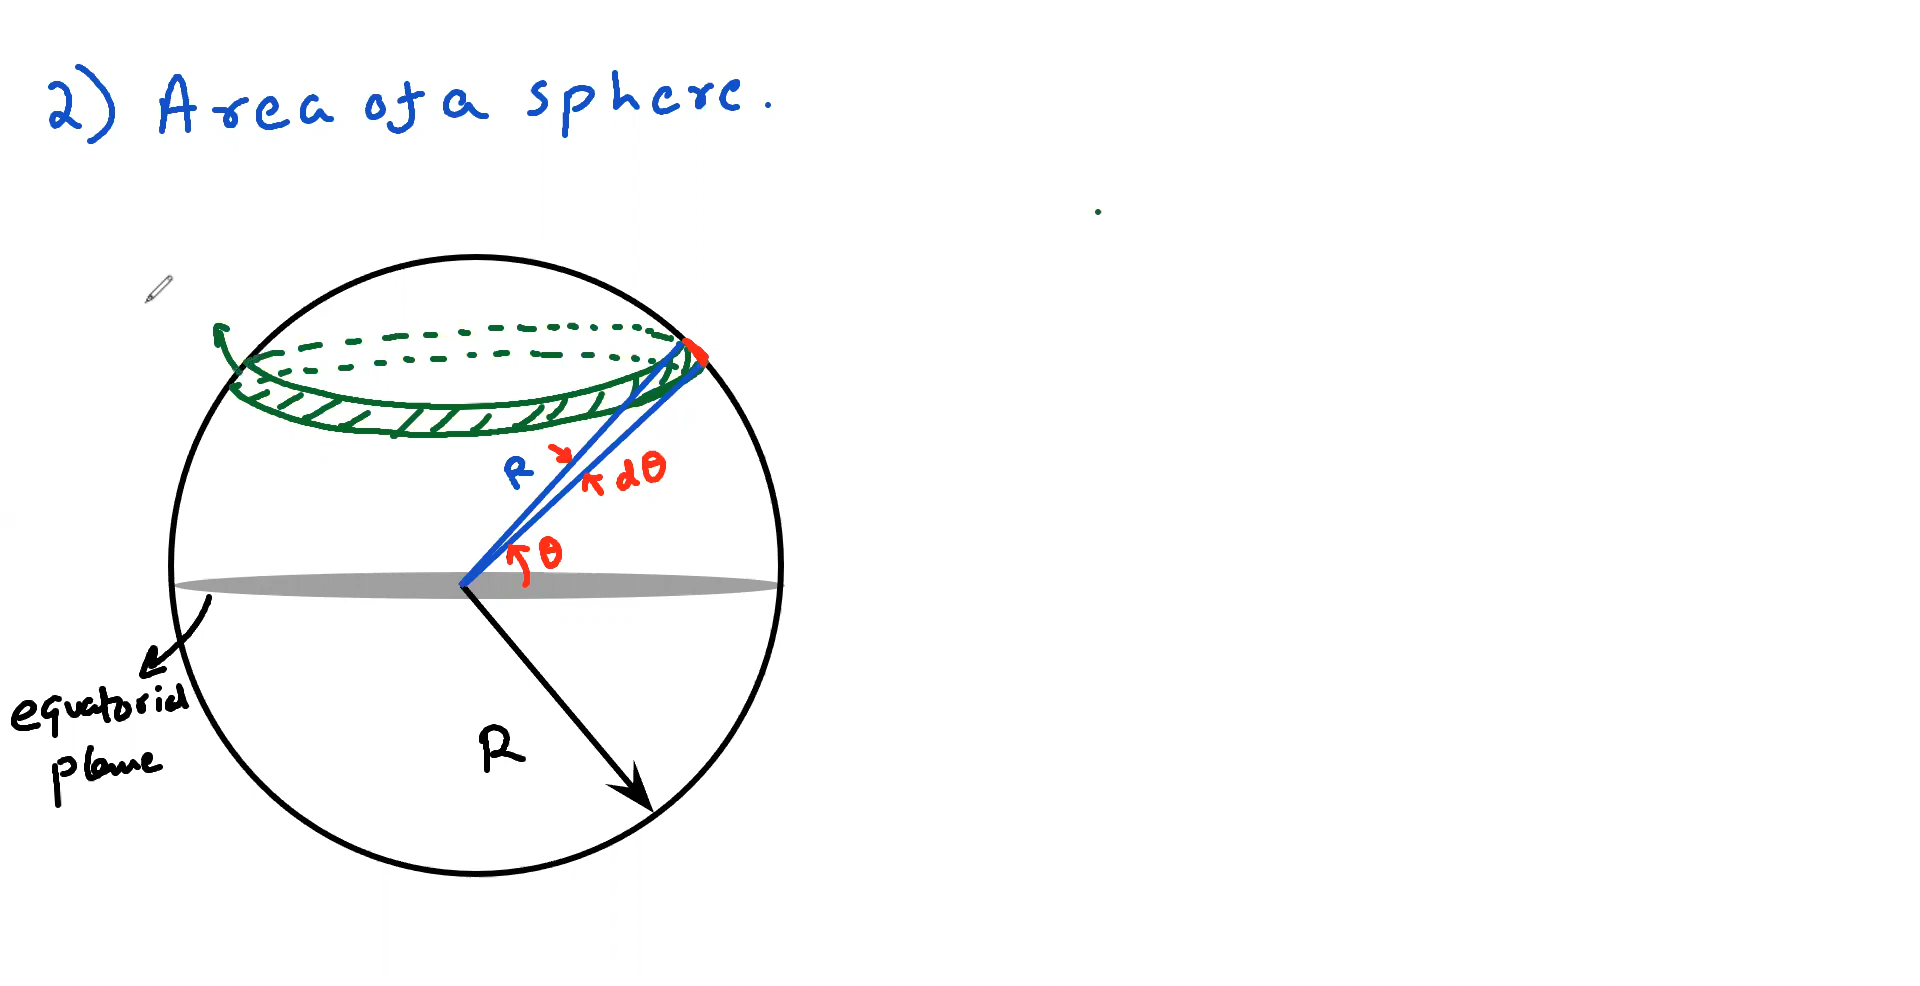 2) Area of a sphere.
R
dθ
θ
equatorial
plane
R